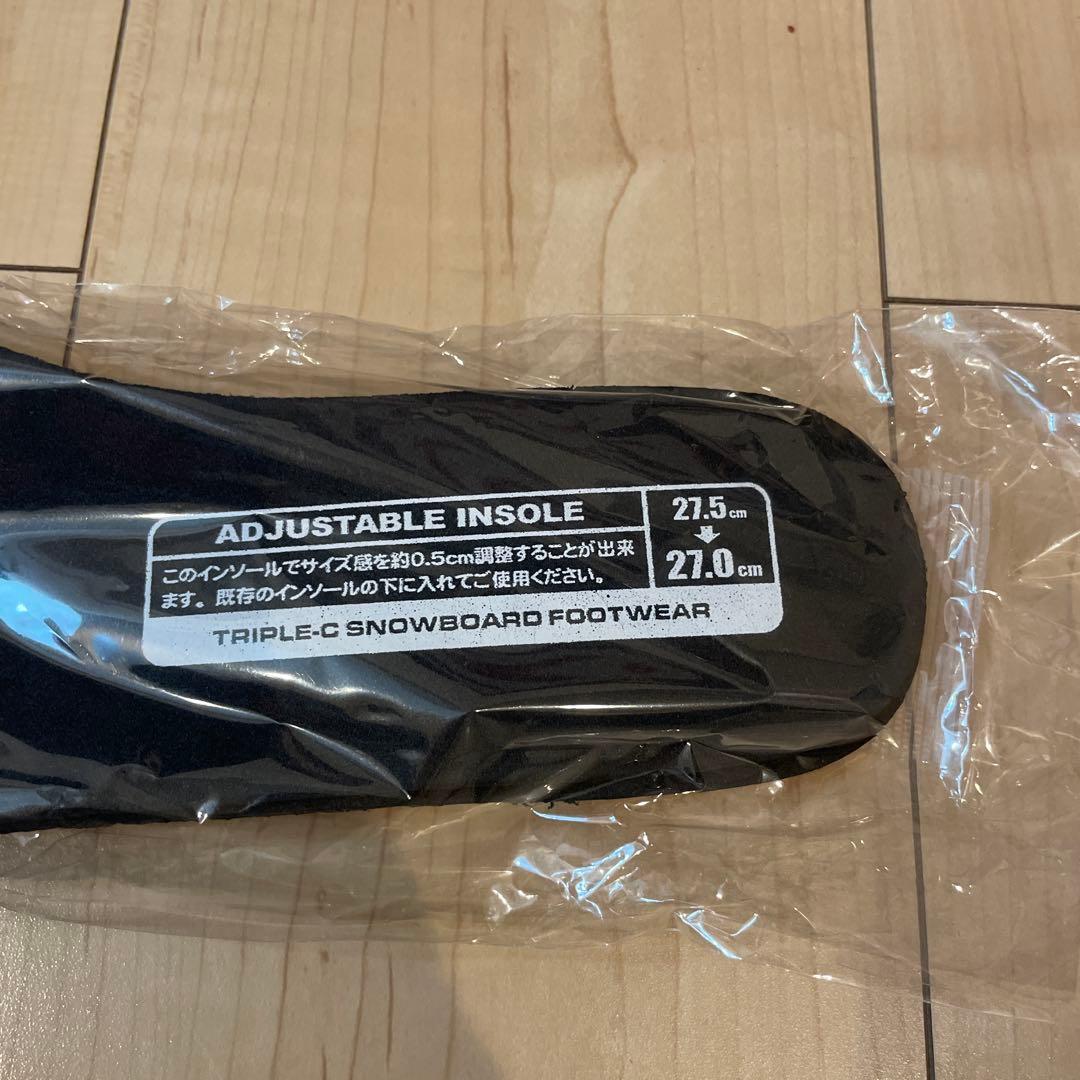 ADJUSTABLE INSOLE
このインソールでサイズ感を約0.5cm調整することが出来
ます。既存のインソールの下に入れてご使用ください。
27.5cm
27.0cm
TRIPLE-C SNOWBOARD FOOTWEAR